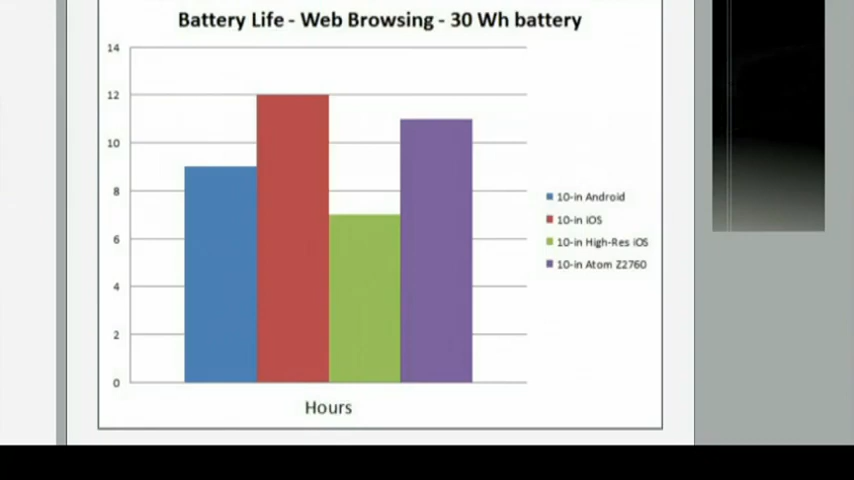 Battery Life - Web Browsing - 30 Wh battery
14
12
10
8
6
4
2
0
10-in Android
10-in iOS
10-in High-Res iOS
10-in Atom Z2760
Hours